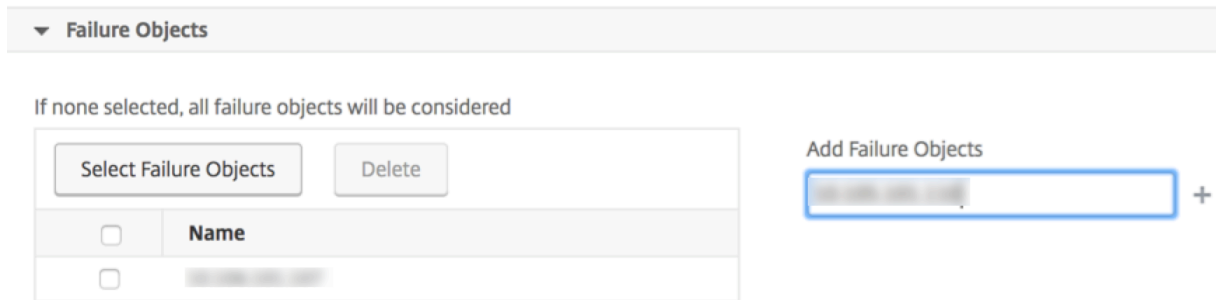 Failure Objects
If none selected, all failure objects will be considered
Select Failure Objects
Delete
Add Failure Objects
+
Name